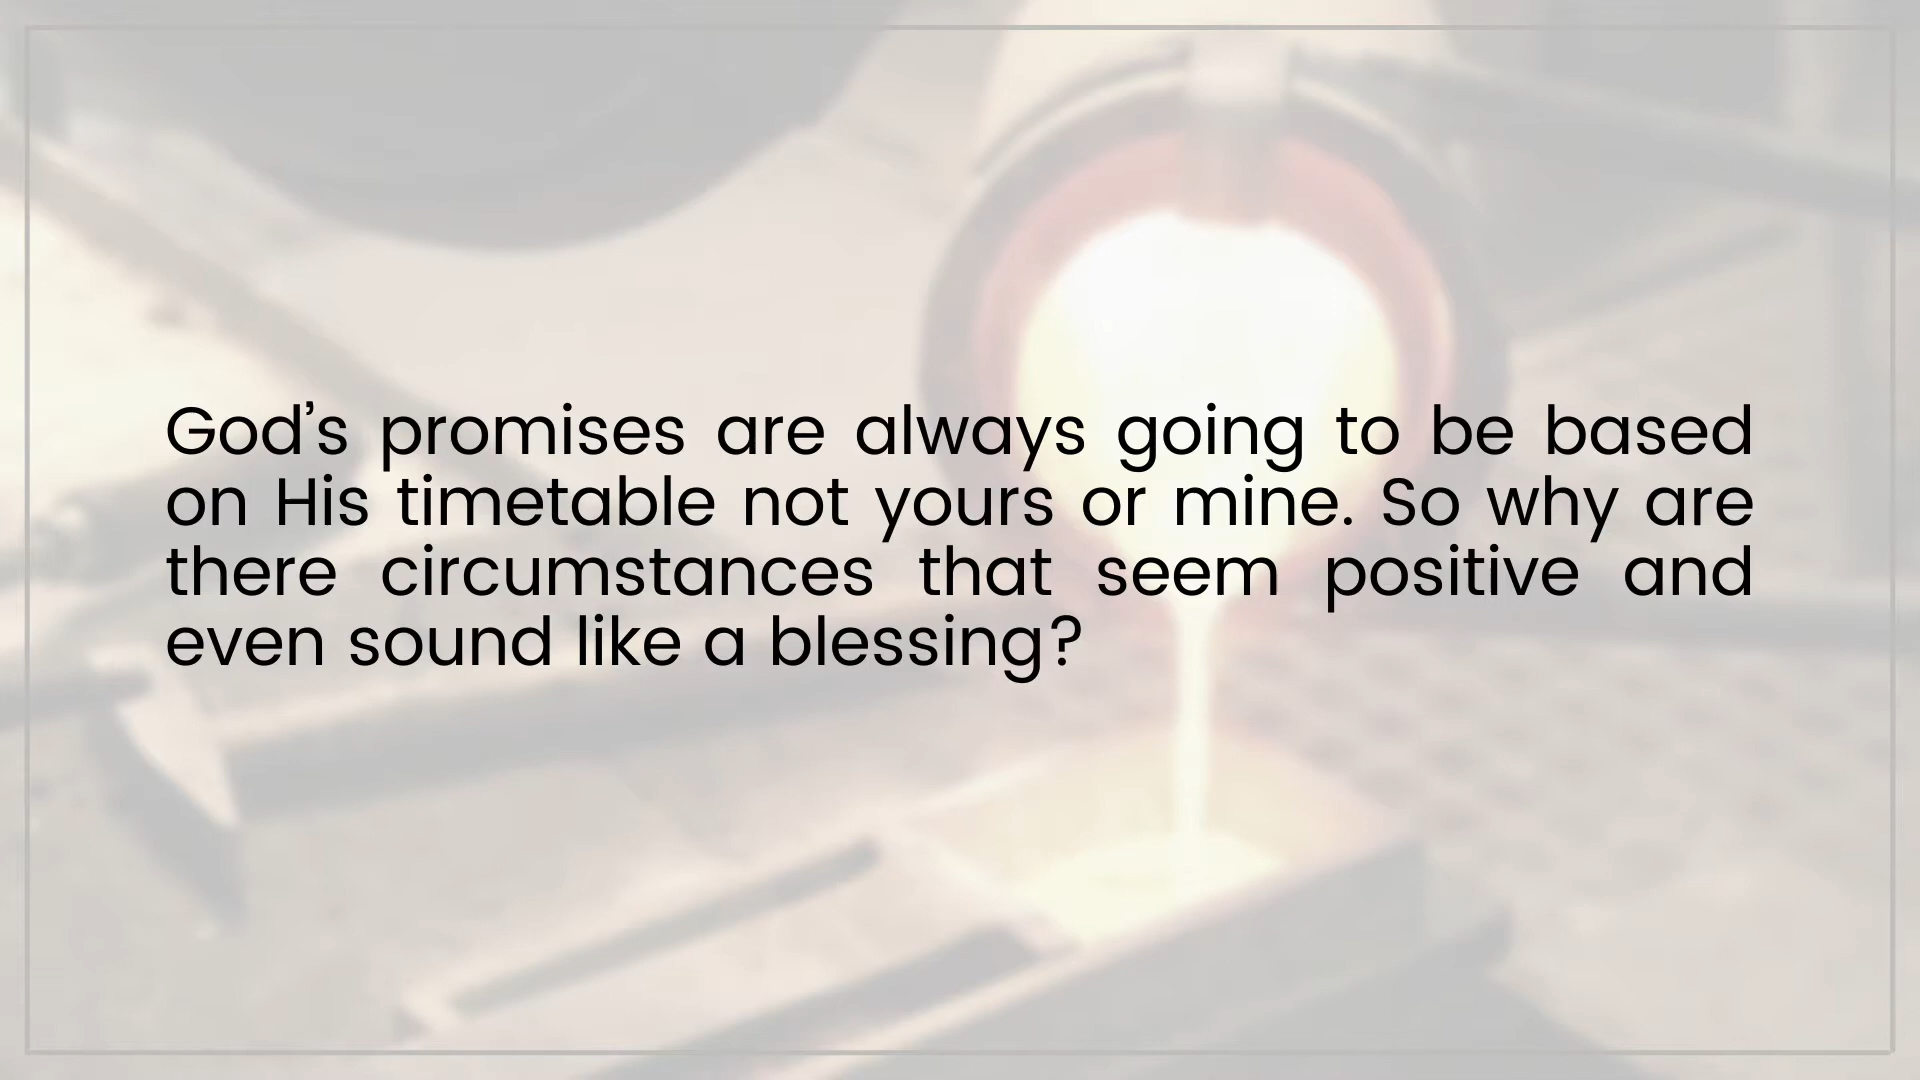 God’s promises are always going to be based
on His timetable not yours or mine. So why are
there circumstances that seem positive and
even sound like a blessing?